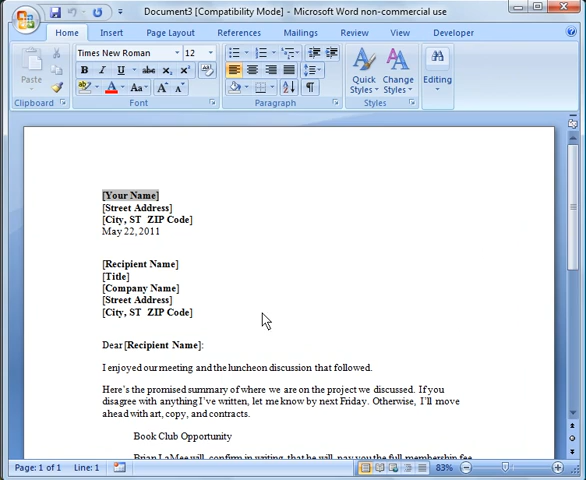 Document3 [Compatibility Mode] - Microsoft Word non-commercial use
Home Insert Page Layout References Mailings Review View Developer
Times New Roman 12
Paste
Quick Styles
Change Styles
Editing
Clipboard Font Paragraph Styles
[Your Name]
[Street Address]
[City, ST  ZIP Code]
May 22, 2011
[Recipient Name]
[Title]
[Company Name]
[Street Address]
[City, ST  ZIP Code]
Dear [Recipient Name]:
I enjoyed our meeting and the luncheon discussion that followed.
Here's the promised summary of where we are on the project we discussed. If you
disagree with anything I've written, let me know by next Friday. Otherwise, I'll move
ahead with art, copy, and contracts.
Book Club Opportunity
Brian LaMee will, confirm in writing, that he will pay you the full membership fee
Page: 1 of 1 Line: 1 83%